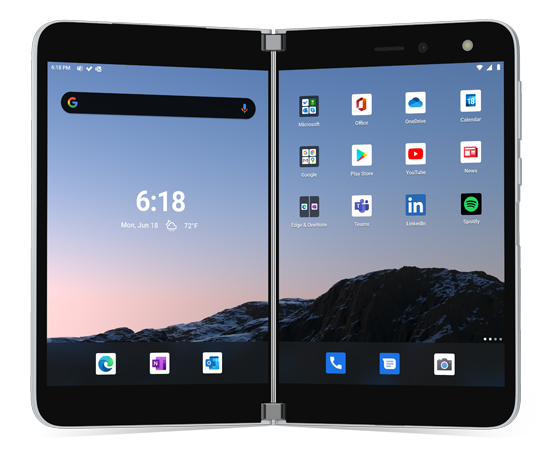 6:18 PM
6:18
Mon, Jun 18 72°F
Microsoft Office OneDrive Calendar
18
Google Play Store YouTube News
Edge & OneNote Teams LinkedIn Spotify